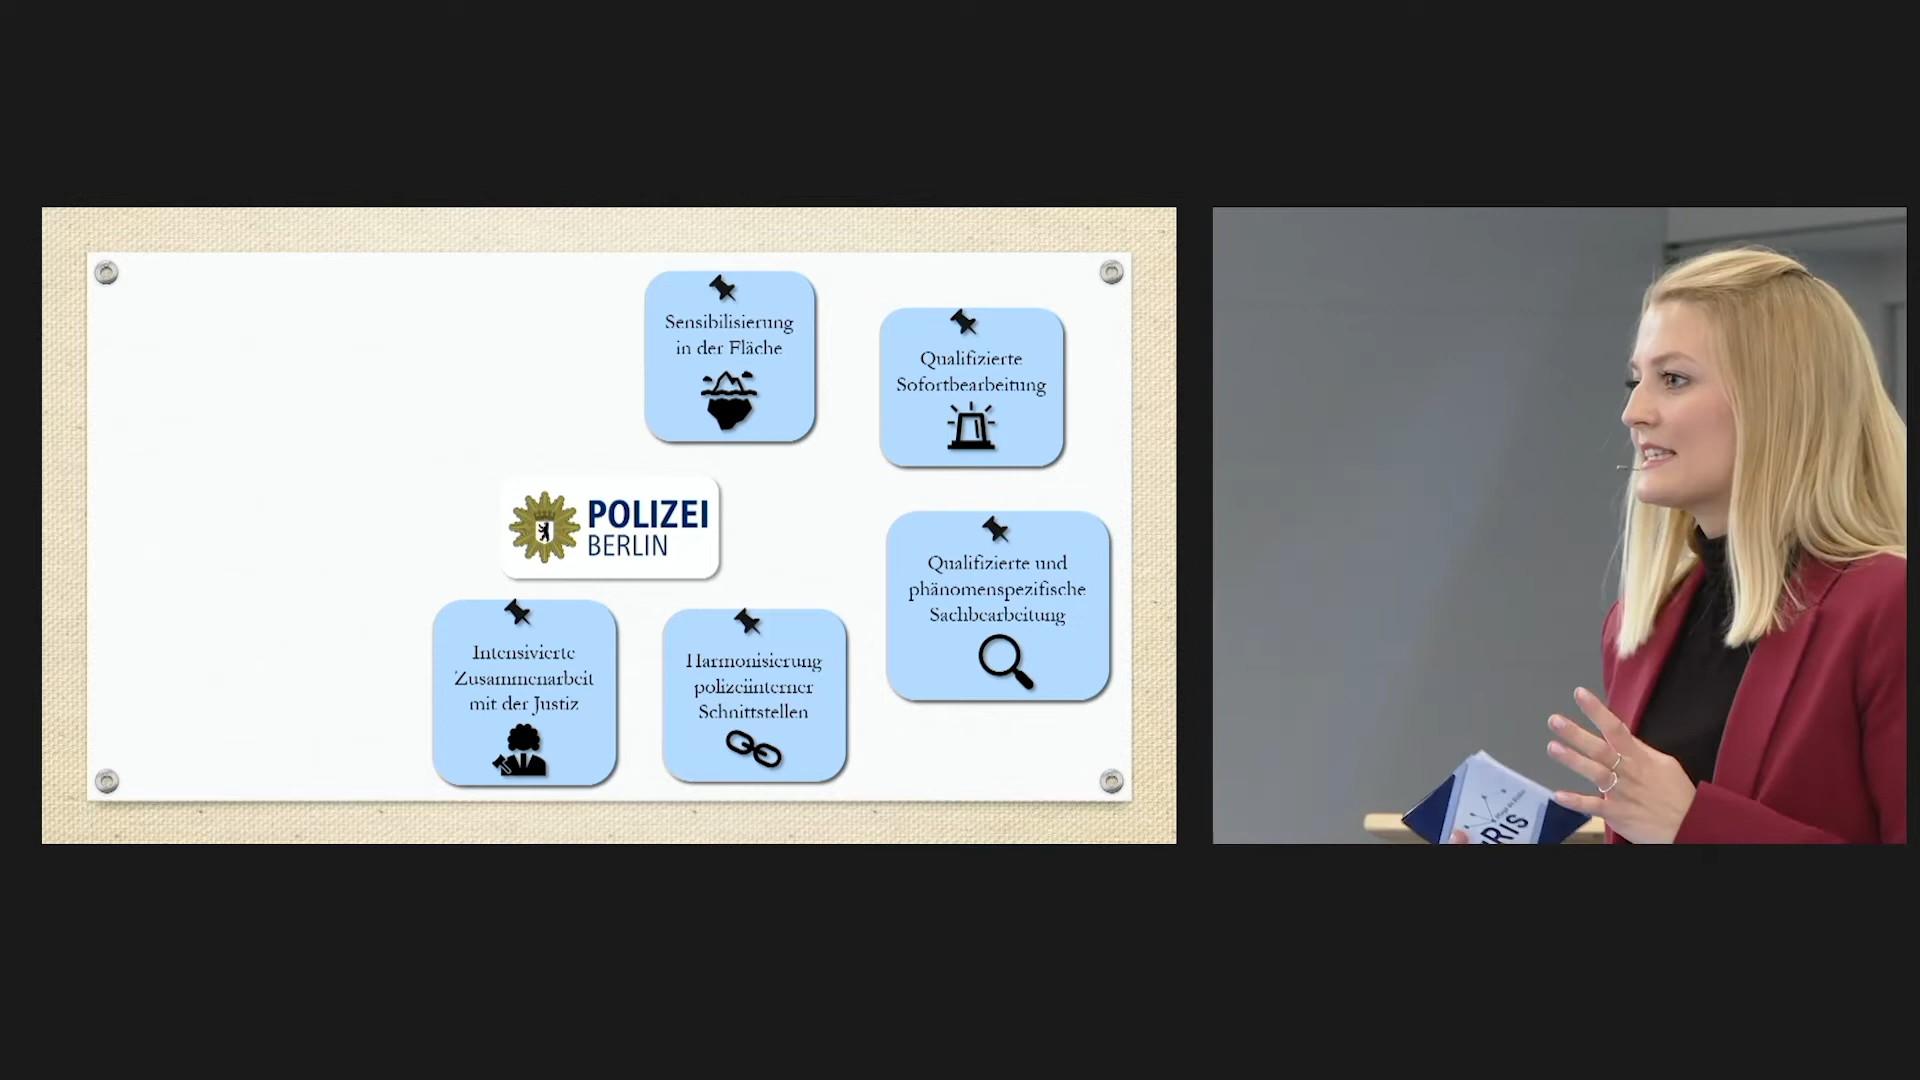 Sensibilisierung
in der Fläche
Qualifizierte
Sofortbearbeitung
POLIZEI
BERLIN
Qualifizierte und
phänomenspezifische
Sachbearbeitung
Intensivierte
Zusammenarbeit
mit der Justiz
Harmonisierung
polizeiinterner
Schnittstellen